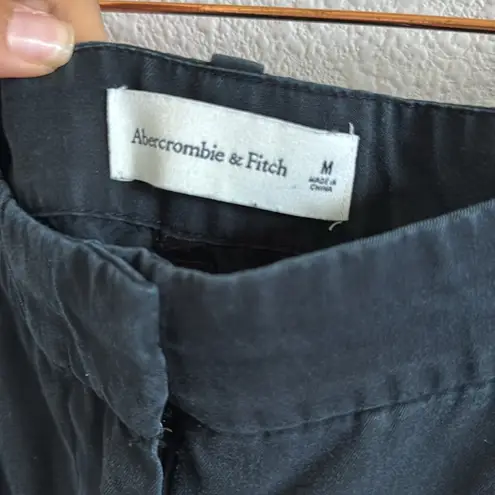 Abercrombie & Fitch
M
MADE IN
CHINA